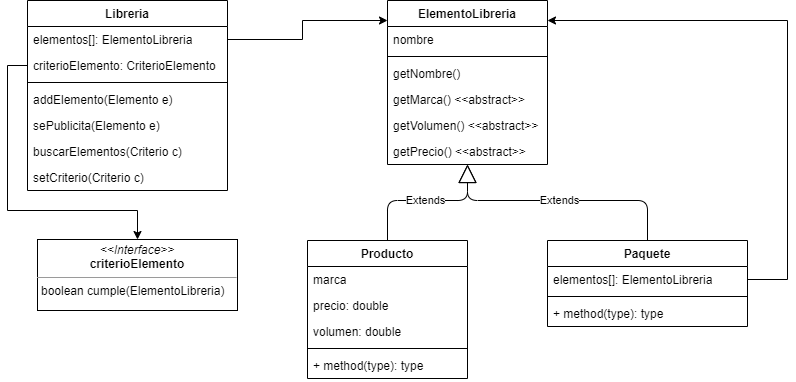 Libreria
elementos[]: ElementoLibreria
criterioElemento: CriterioElemento
addElemento(Elemento e)
sePublicita(Elemento e)
buscarElementos(Criterio c)
setCriterio(Criterio c)
ElementoLibreria
nombre
getNombre()
getMarca() <<abstract>>
getVolumen() <<abstract>>
getPrecio() <<abstract>>
Extends
Extends
<<Interface>>
criterioElemento
boolean cumple(ElementoLibreria)
Producto
marca
precio: double
volumen: double
+ method(type): type
Paquete
elementos[]: ElementoLibreria
+ method(type): type